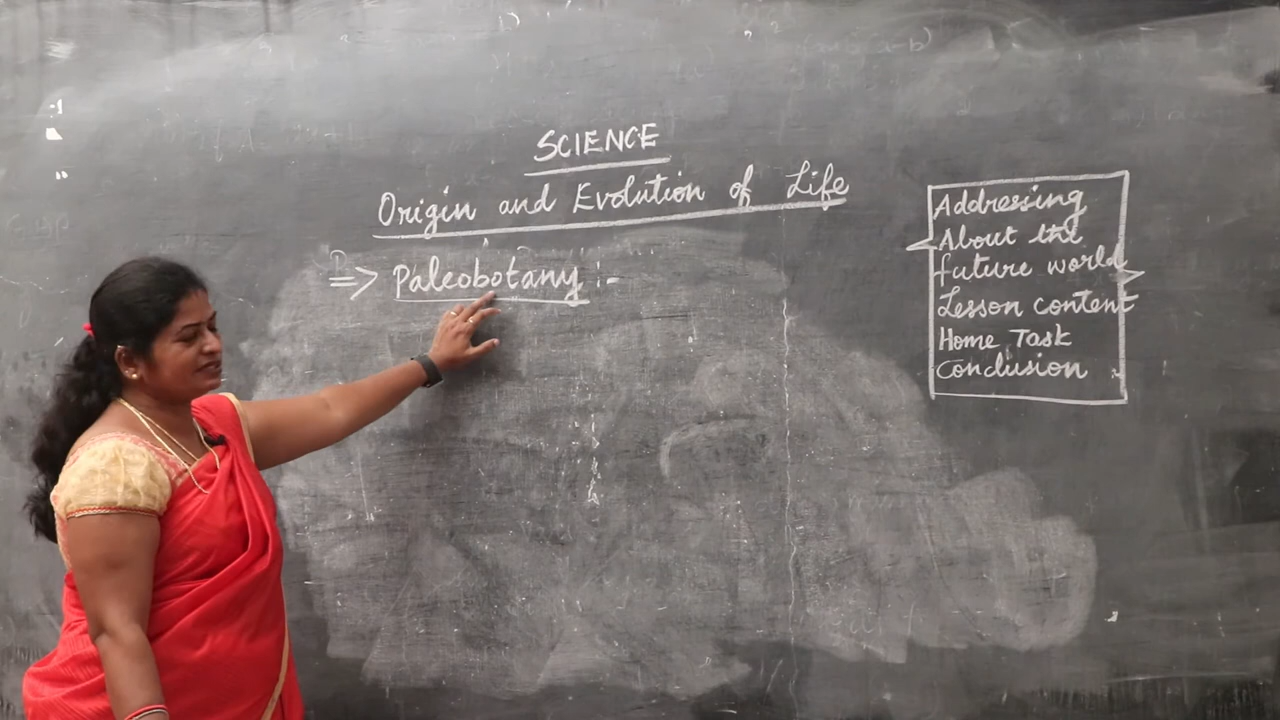 SCIENCE
Origin and Evolution of Life
=> Paleobotany :-
Addressing
About the
future world
Lesson content
Home Task
Conclusion